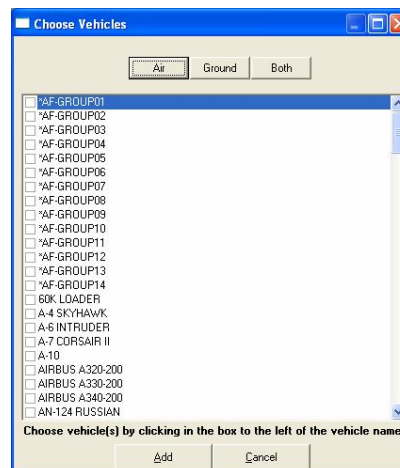 Choose Vehicles
Air Ground Both
*AF-GROUP01
*AF-GROUP02
*AF-GROUP03
*AF-GROUP04
*AF-GROUP05
*AF-GROUP06
*AF-GROUP07
*AF-GROUP08
*AF-GROUP09
*AF-GROUP10
*AF-GROUP11
*AF-GROUP12
*AF-GROUP13
*AF-GROUP14
60K LOADER
A-4 SKYHAWK
A-6 INTRUDER
A-7 CORSAIR II
A-10
AIRBUS A320-200
AIRBUS A330-200
AIRBUS A340-200
AN-124 RUSSIAN
Choose vehicle(s) by clicking in the box to the left of the vehicle name
Add Cancel